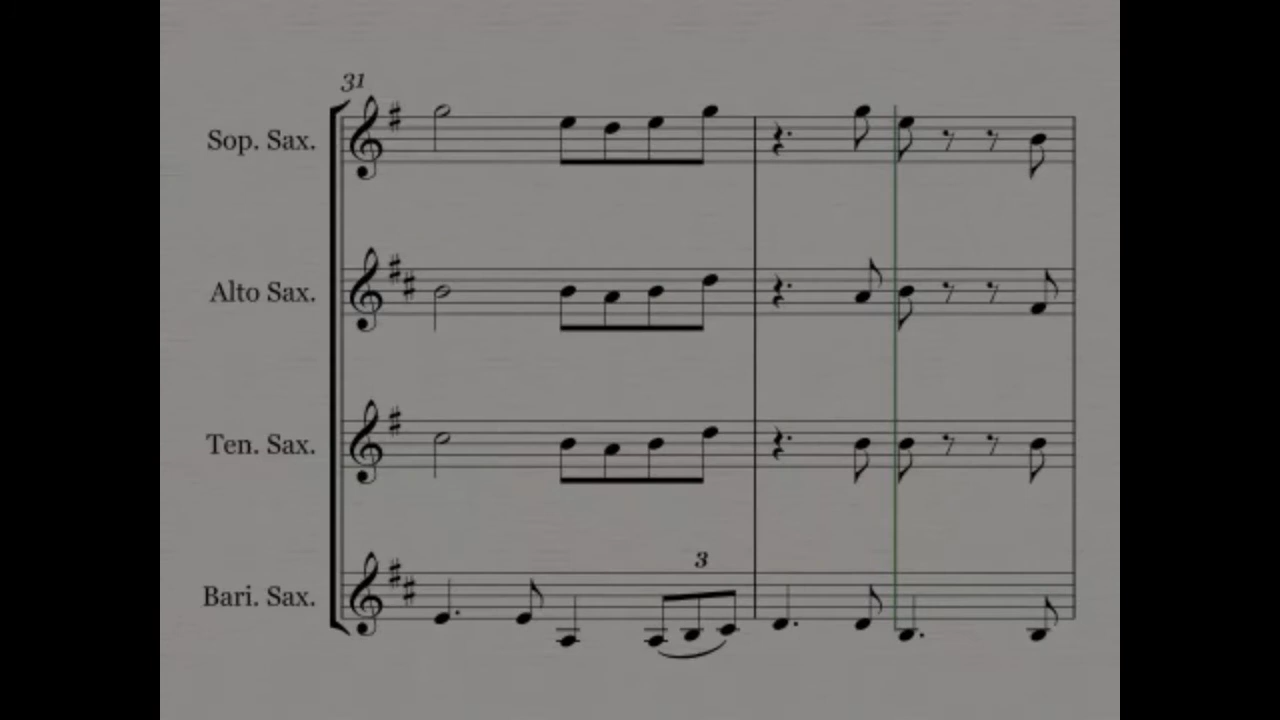 31
Sop. Sax.
Alto Sax.
Ten. Sax.
3
Bari. Sax.